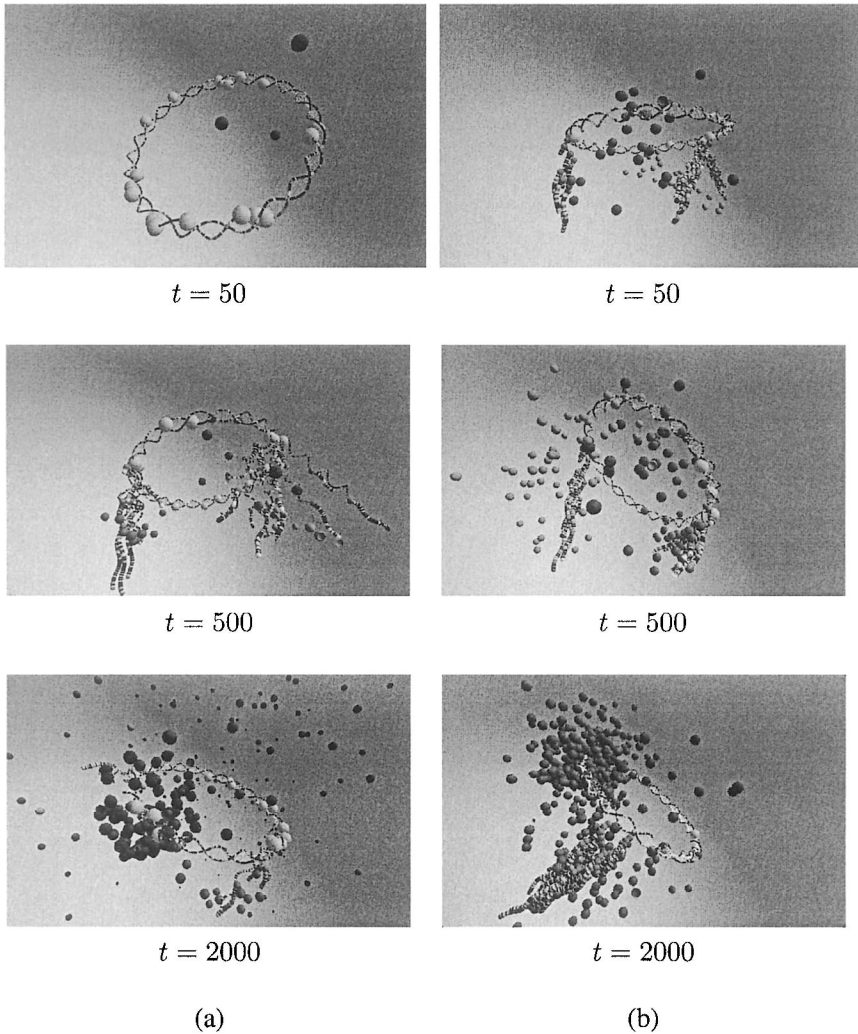 t = 50
t = 50
t = 500
t = 500
t = 2000
t = 2000
(a)
(b)